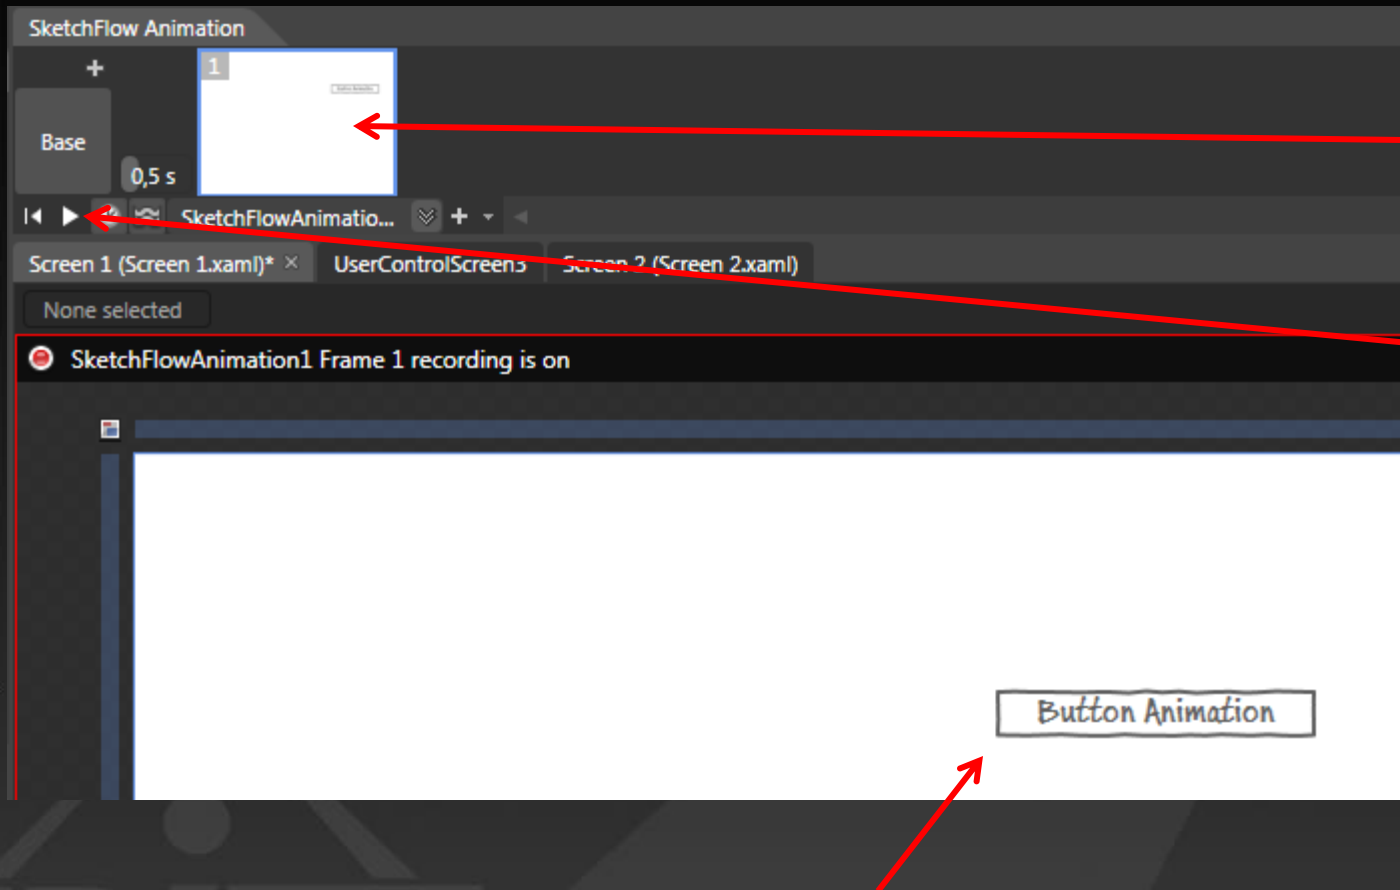 SketchFlow Animation
1
Base
0,5 s
SketchFlowAnimatio...
Screen 1 (Screen 1.xaml)* UserControlScreen3 Screen 2 (Screen 2.xaml)
None selected
SketchFlowAnimation1 Frame 1 recording is on
Button Animation